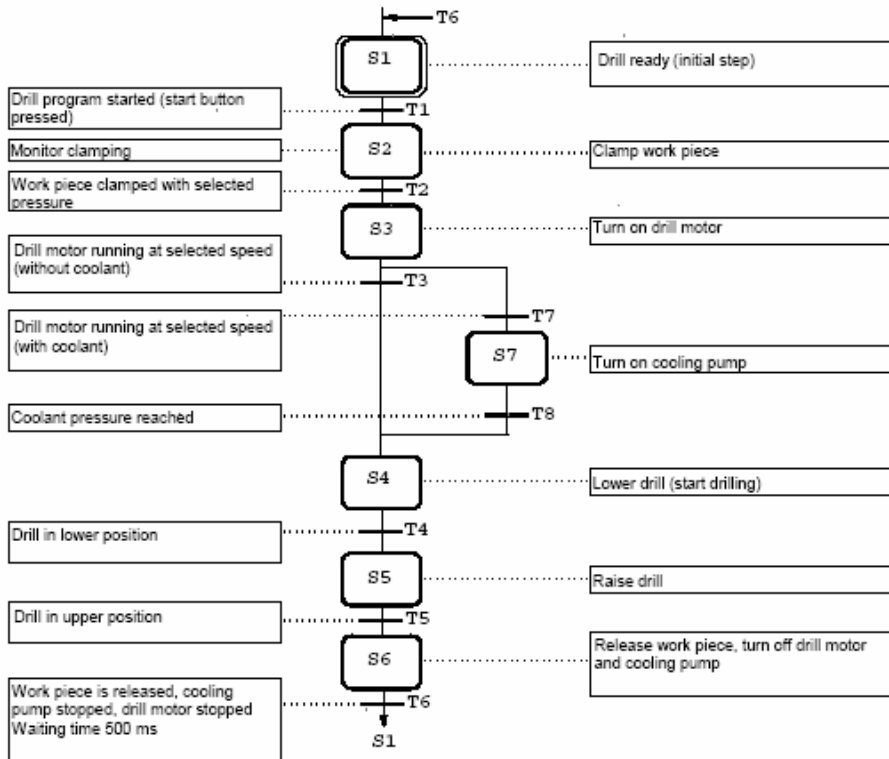 T6
S1
Drill ready (initial step)
Drill program started (start button
pressed)
T1
Monitor clamping
S2
Clamp work piece
Work piece clamped with selected
pressure
T2
S3
Turn on drill motor
Drill motor running at selected speed
(without coolant)
T3
Drill motor running at selected speed
(with coolant)
T7
S7
Turn on cooling pump
Coolant pressure reached
T8
S4
Lower drill (start drilling)
Drill in lower position
T4
S5
Raise drill
Drill in upper position
T5
S6
Release work piece, turn off drill motor
and cooling pump
Work piece is released, cooling
pump stopped, drill motor stopped
Waiting time 500 ms
T6
S1